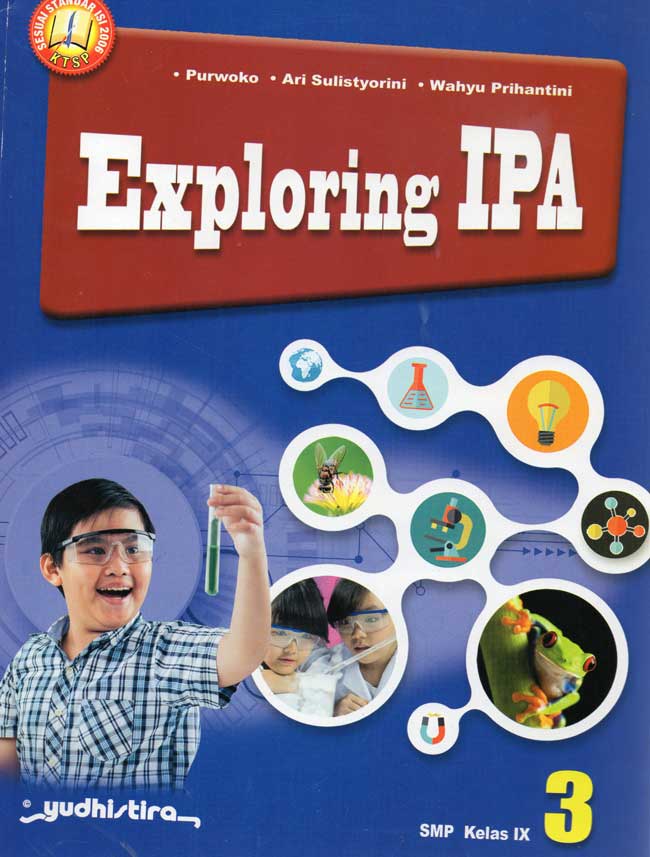 SESUAI STANDAR ISI 2006
KTSP
• Purwoko • Ari Sulistyorini • Wahyu Prihantini
Exploring IPA
© yudhistira
SMP Kelas IX 3